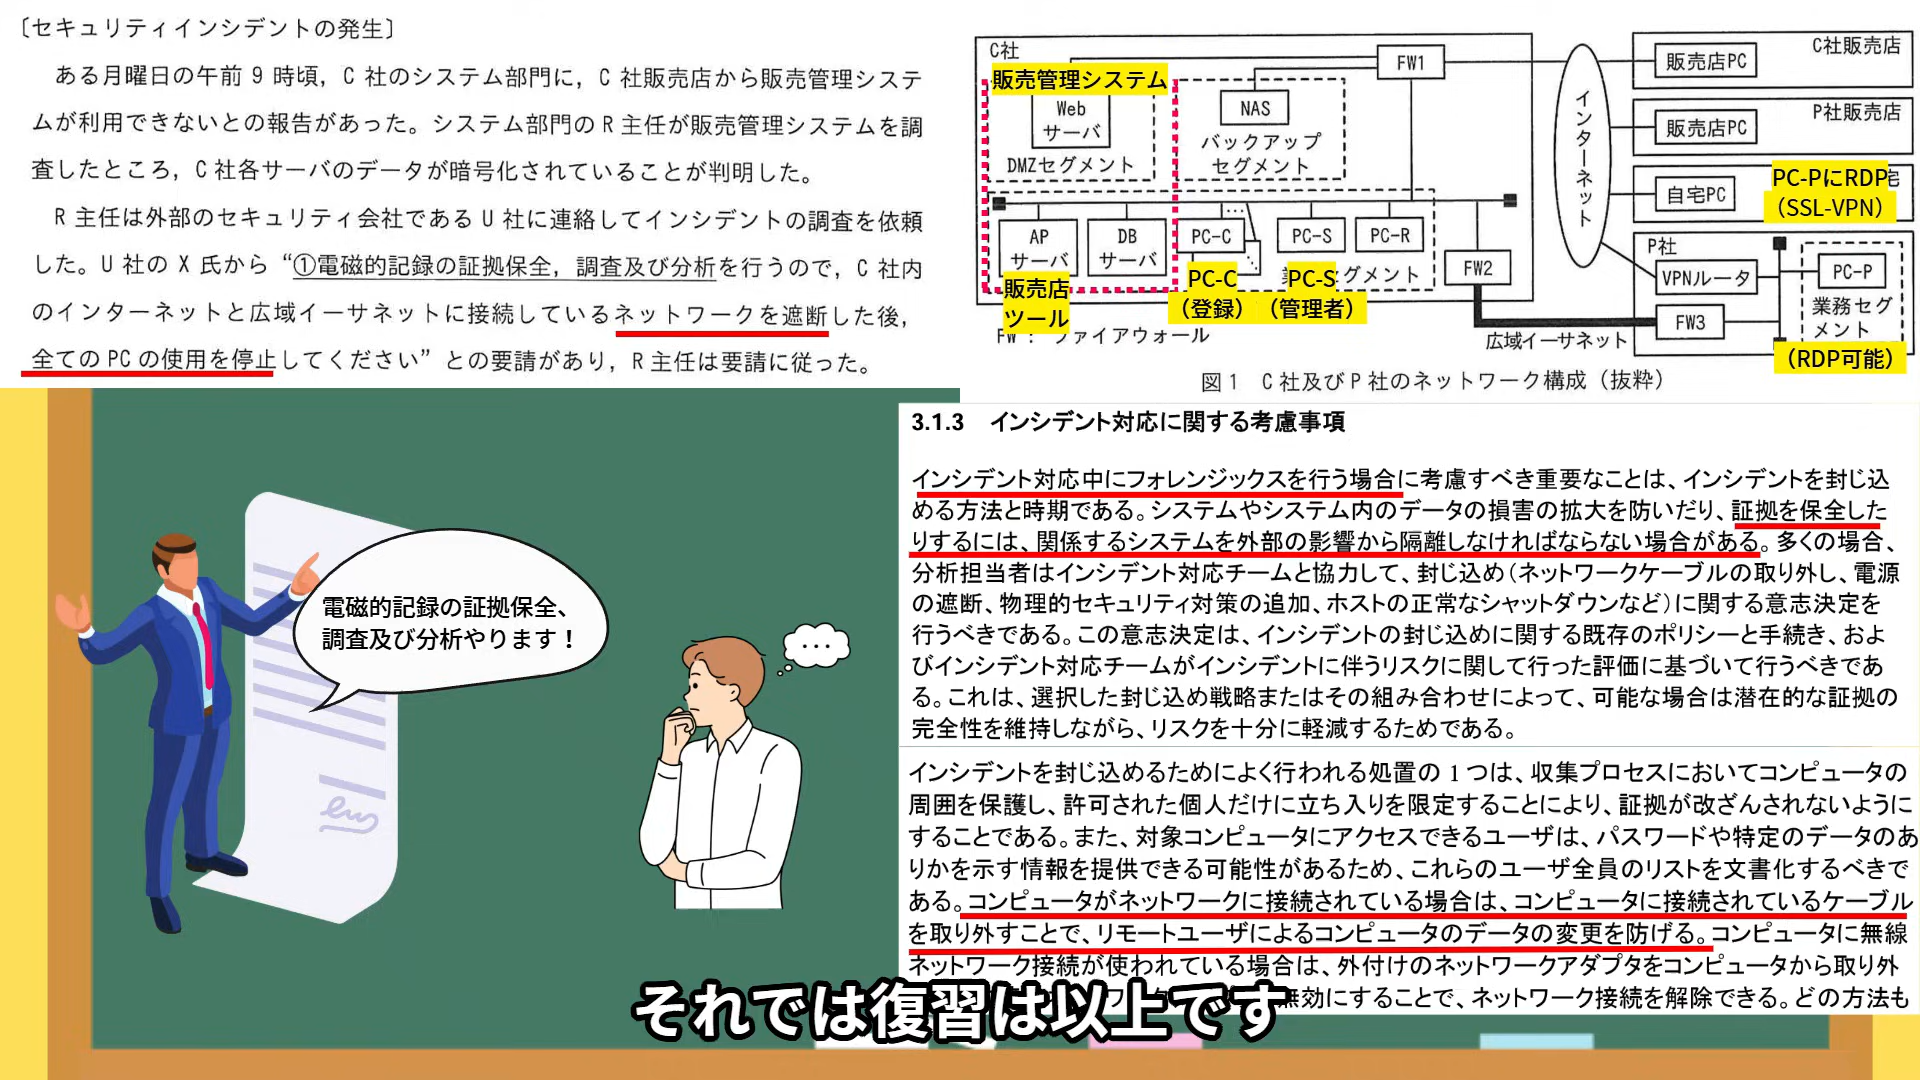 〔セキュリティインシデントの発生〕
ある月曜日の午前9時頃，C社のシステム部門に，C社販売店から販売管理システ
ムが利用できないとの報告があった。システム部門のR主任が販売管理システムを調
査したところ，C社各サーバのデータが暗号化されていることが判明した。
R主任は外部のセキュリティ会社であるU社に連絡してインシデントの調査を依頼
した。U社のX氏から“①電磁的記録の証拠保全，調査及び分析を行うので，C社内
のインターネットと広域イーサネットに接続しているネットワークを遮断した後，
全てのPCの使用を停止してください”との要請があり，R主任は要請に従った。
C社
販売管理システム
Web
サーバ
DMZセグメント
NAS
バックアップ
セグメント
FW1
AP
サーバ
DB
サーバ
PC-C
PC-S
PC-R
販売店
ツール
PC-C
（登録）
PC-S
（管理者）
グメント
FW2
FW： ファイアウォール
インターネット
販売店PC
C社販売店
販売店PC
P社販売店
自宅PC
宅
PC-PにRDP
（SSL-VPN）
P社
VPNルータ
FW3
PC-P
業務セグ
メント
（RDP可能）
広域イーサネット
図1　C社及びP社のネットワーク構成（抜粋）
電磁的記録の証拠保全、
調査及び分析やります！
...
3.1.3　インシデント対応に関する考慮事項
インシデント対応中にフォレンジックスを行う場合に考慮すべき重要なことは、インシデントを封じ込
める方法と時期である。システムやシステム内のデータの損害の拡大を防いだり、証拠を保全した
りするには、関係するシステムを外部の影響から隔離しなければならない場合がある。多くの場合、
分析担当者はインシデント対応チームと協力して、封じ込め（ネットワークケーブルの取り外し、電源
の遮断、物理的セキュリティ対策の追加、ホストの正常なシャットダウンなど）に関する意志決定を
行うべきである。この意志決定は、インシデントの封じ込めに関する既存のポリシーと手続き、およ
びインシデント対応チームがインシデントに伴うリスクに関して行った評価に基づいて行うべきであ
る。これは、選択した封じ込め戦略またはその組み合わせによって、可能な場合は潜在的な証拠の
完全性を維持しながら、リスクを十分に軽減するためである。
インシデントを封じ込めるためによく行われる処置の1つは、収集プロセスにおいてコンピュータの
周囲を保護し、許可された個人だけに立ち入りを限定することにより、証拠が改ざんされないように
することである。また、対象コンピュータにアクセスできるユーザは、パスワードや特定のデータのあ
りかを示す情報を提供できる可能性があるため、これらのユーザ全員のリストを文書化するべきで
ある。コンピュータがネットワークに接続されている場合は、コンピュータに接続されているケーブル
を取り外すことで、リモートユーザによるコンピュータのデータの変更を防げる。コンピュータに無線
ネットワーク接続が使われている場合は、外付けのネットワークアダプタをコンピュータから取り外
無効にすることで、ネットワーク接続を解除できる。どの方法も
それでは復習は以上です